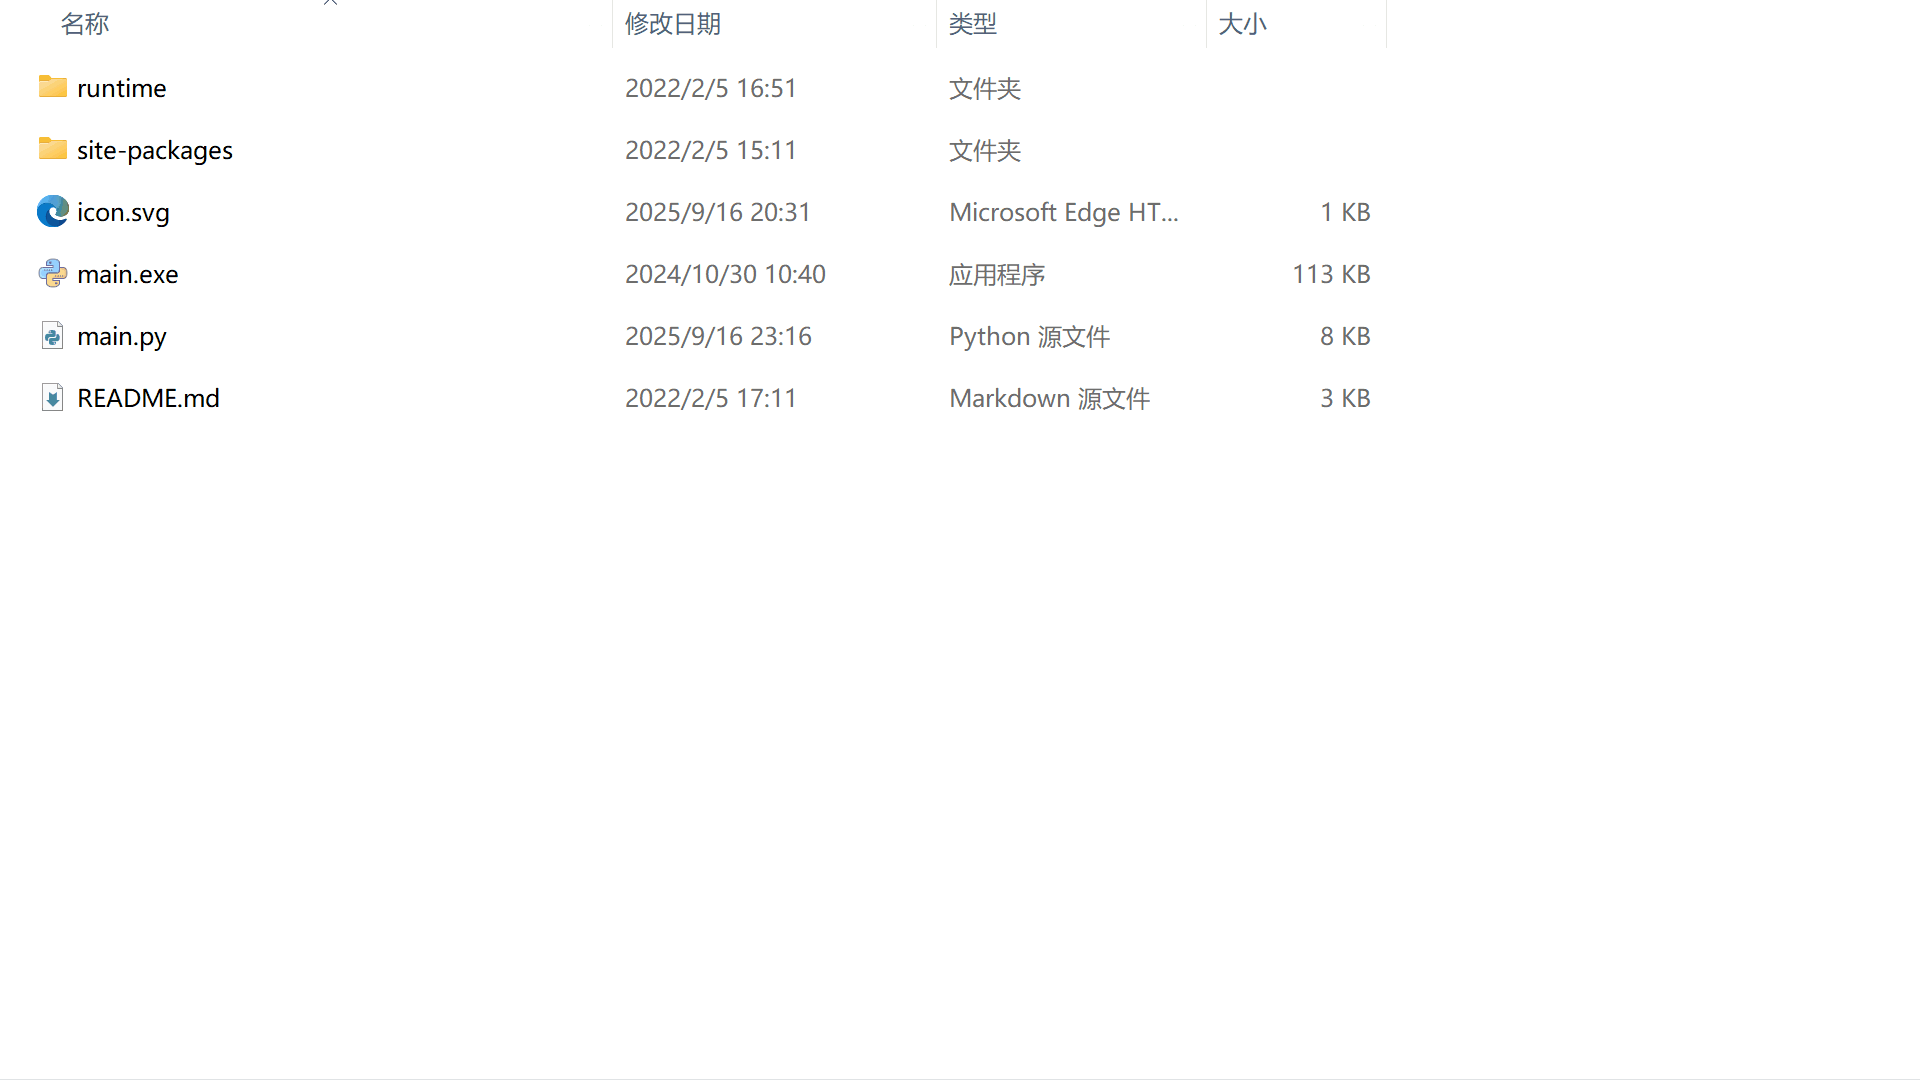 名称 修改日期 类型 大小
runtime 2022/2/5 16:51 文件夹
site-packages 2022/2/5 15:11 文件夹
icon.svg 2025/9/16 20:31 Microsoft Edge HT... 1 KB
main.exe 2024/10/30 10:40 应用程序 113 KB
main.py 2025/9/16 23:16 Python 源文件 8 KB
README.md 2022/2/5 17:11 Markdown 源文件 3 KB